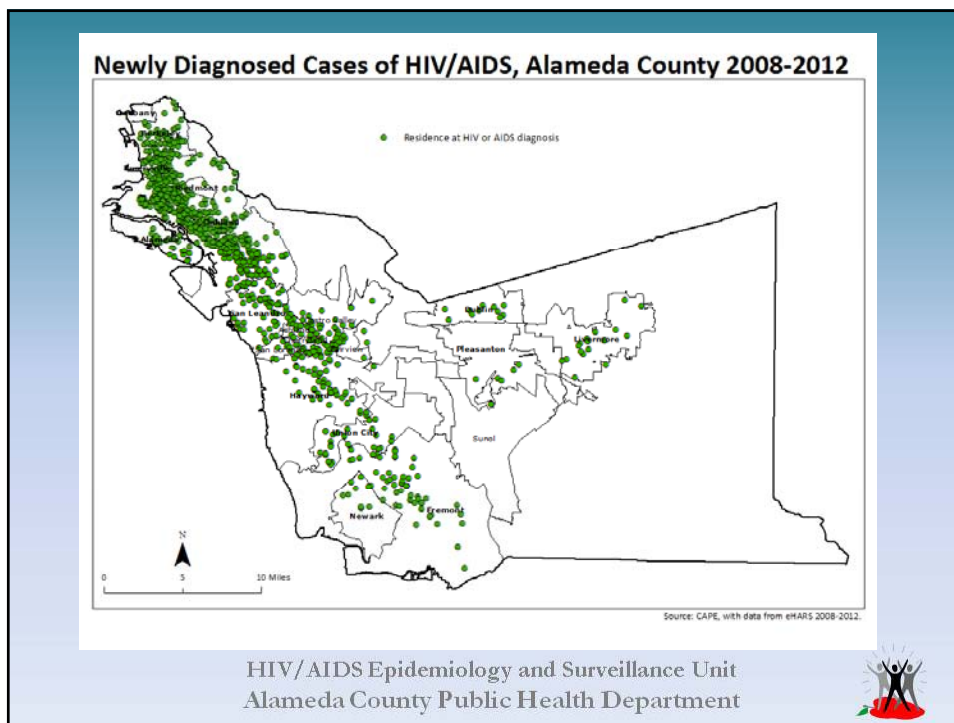 Newly Diagnosed Cases of HIV/AIDS, Alameda County 2008-2012
Residence at HIV or AIDS diagnosis
Piedmont
Alameda
San Leandro
Dublin
Livermore
Pleasanton
Hayward
Union City
Sunol
Newark
Fremont
N
0 5 10 Miles
Source: CAPE, with data from eHARS 2008-2012.
HIV/AIDS Epidemiology and Surveillance Unit
Alameda County Public Health Department